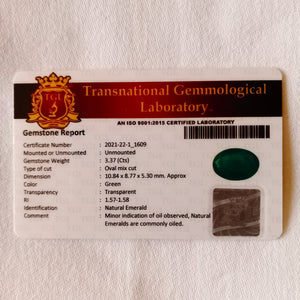 TGL
Transnational Gemmological
Laboratory
AN ISO 9001:2015 CERTIFIED LABORATORY
Gemstone Report
Certificate Number : 2021-22-1_1609
Mounted or Unmounted : Unmounted
Gemstone Weight : 3.37 (Cts)
Type of cut : Oval mix cut
Dimension : 10.84 x 8.77 x 5.30 mm. Approx
Color : Green
Transparency : Transparent
RI : 1.57-1.58
Identification : Natural Emerald
Comment : Minor indication of oil observed, Natural
Emeralds are commonly oiled.